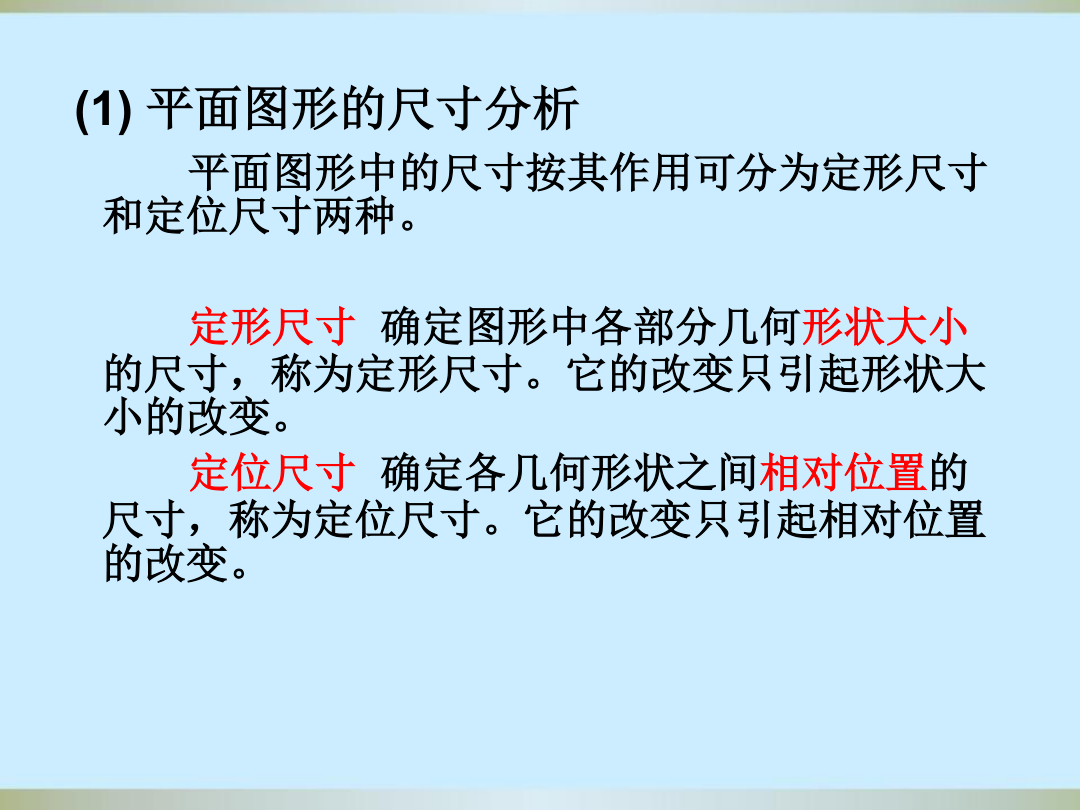 (1) 平面图形的尺寸分析
平面图形中的尺寸按其作用可分为定形尺寸
和定位尺寸两种。
定形尺寸 确定图形中各部分几何形状大小
的尺寸，称为定形尺寸。它的改变只引起形状大
小的改变。
定位尺寸 确定各几何形状之间相对位置的
尺寸，称为定位尺寸。它的改变只引起相对位置
的改变。